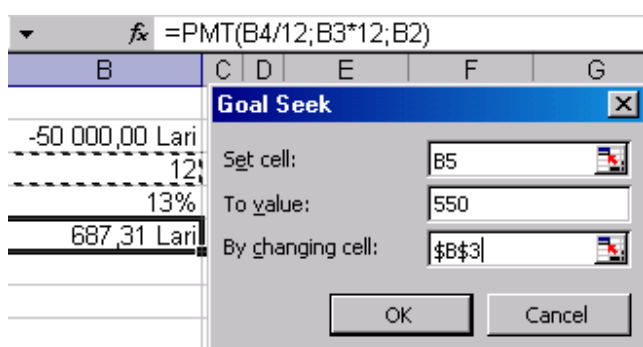 fx =PMT(B4/12;B3*12;B2)
B C D E F G
Goal Seek
-50 000,00 Lari
Set cell: B5
12
13%
To value: 550
687,31 Lari
By changing cell: $B$3
OK Cancel